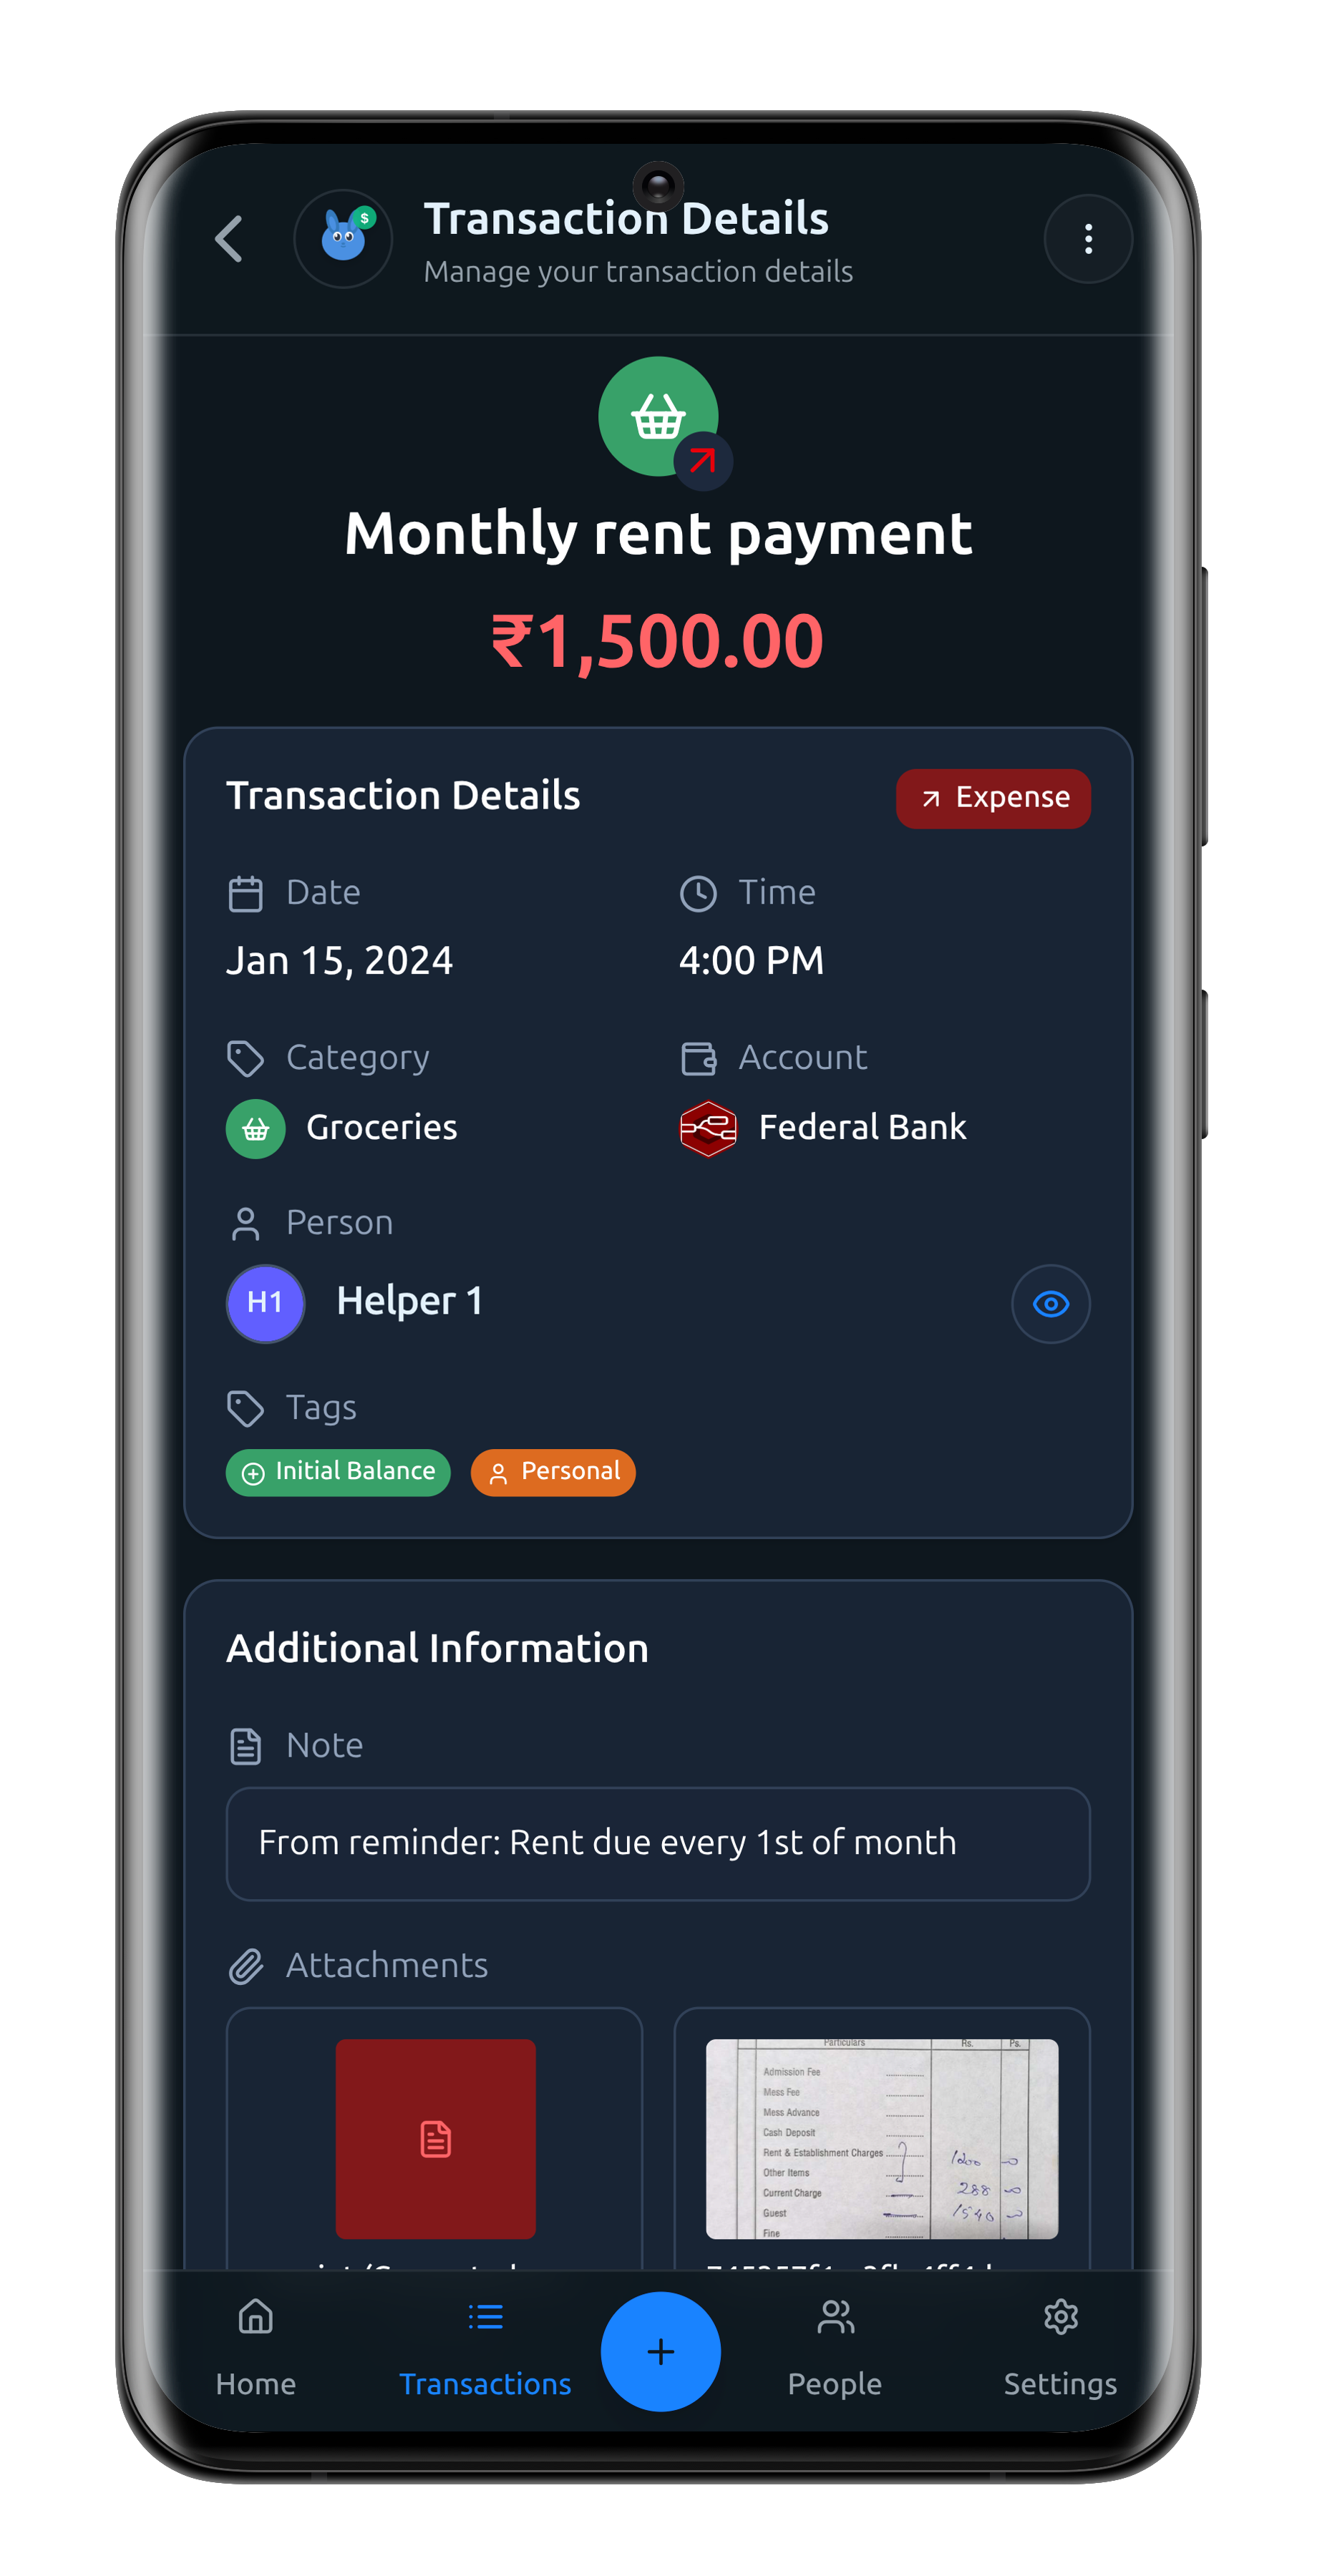 Transaction Details
Manage your transaction details
Monthly rent payment
₹1,500.00
Transaction Details
Expense
Date
Time
Jan 15, 2024
4:00 PM
Category
Account
Groceries
Federal Bank
Person
H1
Helper 1
Tags
Initial Balance
Personal
Additional Information
Note
From reminder: Rent due every 1st of month
Attachments
Particulars Rs. Ps.
Admission Fee
Mess Fee
Mess Advance
Cash Deposit
Rent & Establishment Charges 1200
Other Items
Current Charge 288
Guest 1540
Fine
Home
Transactions
People
Settings